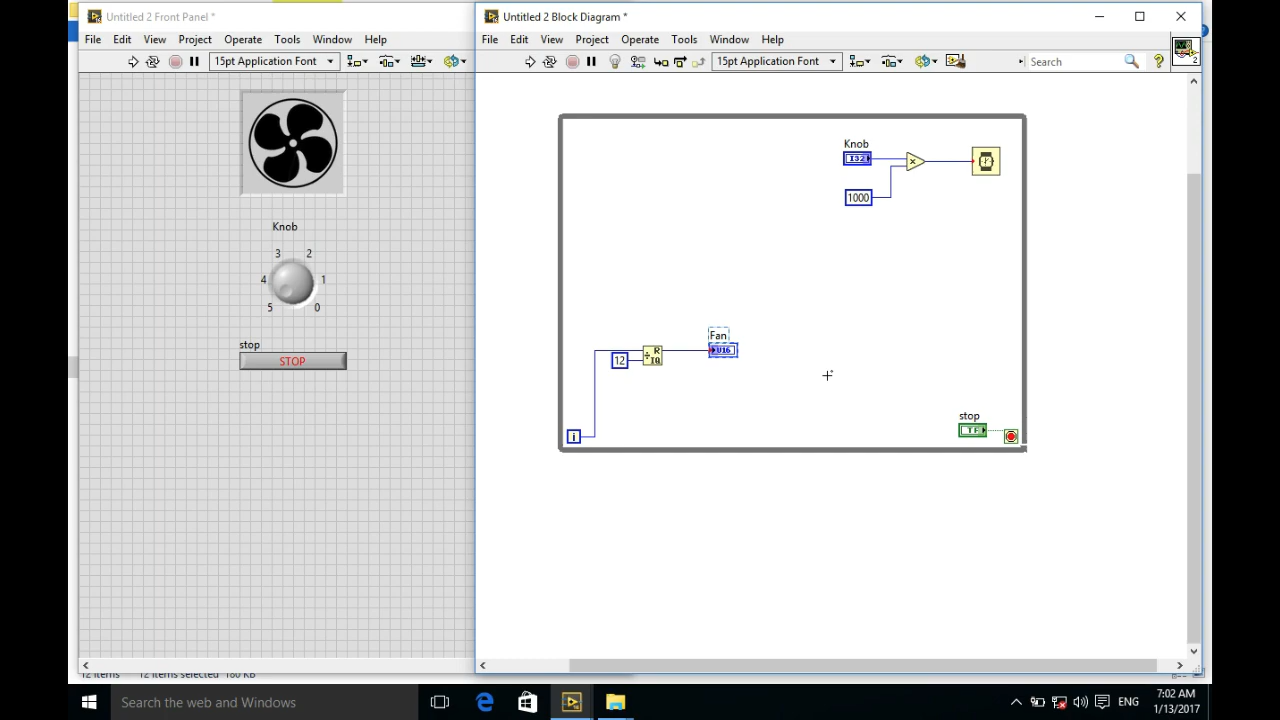 Untitled 2 Front Panel *
File Edit View Project Operate Tools Window Help
15pt Application Font
Knob
3 2
4 1
5 0
stop
STOP
Untitled 2 Block Diagram *
File Edit View Project Operate Tools Window Help
15pt Application Font
Search
?
2
Knob
I32
x
1000
Fan
U16
12
R
IQ
i
stop
TF
12 items 12 items selected 180 KB
Search the web and Windows
ENG
7:02 AM
1/13/2017